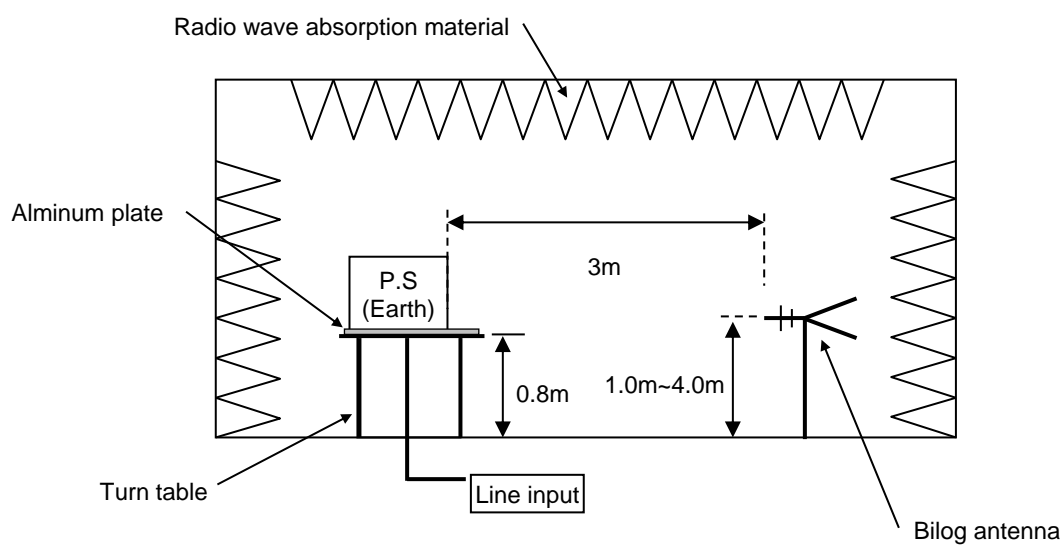 Radio wave absorption material
Alminum plate
3m
P.S
(Earth)
0.8m
1.0m~4.0m
Turn table
Line input
Bilog antenna